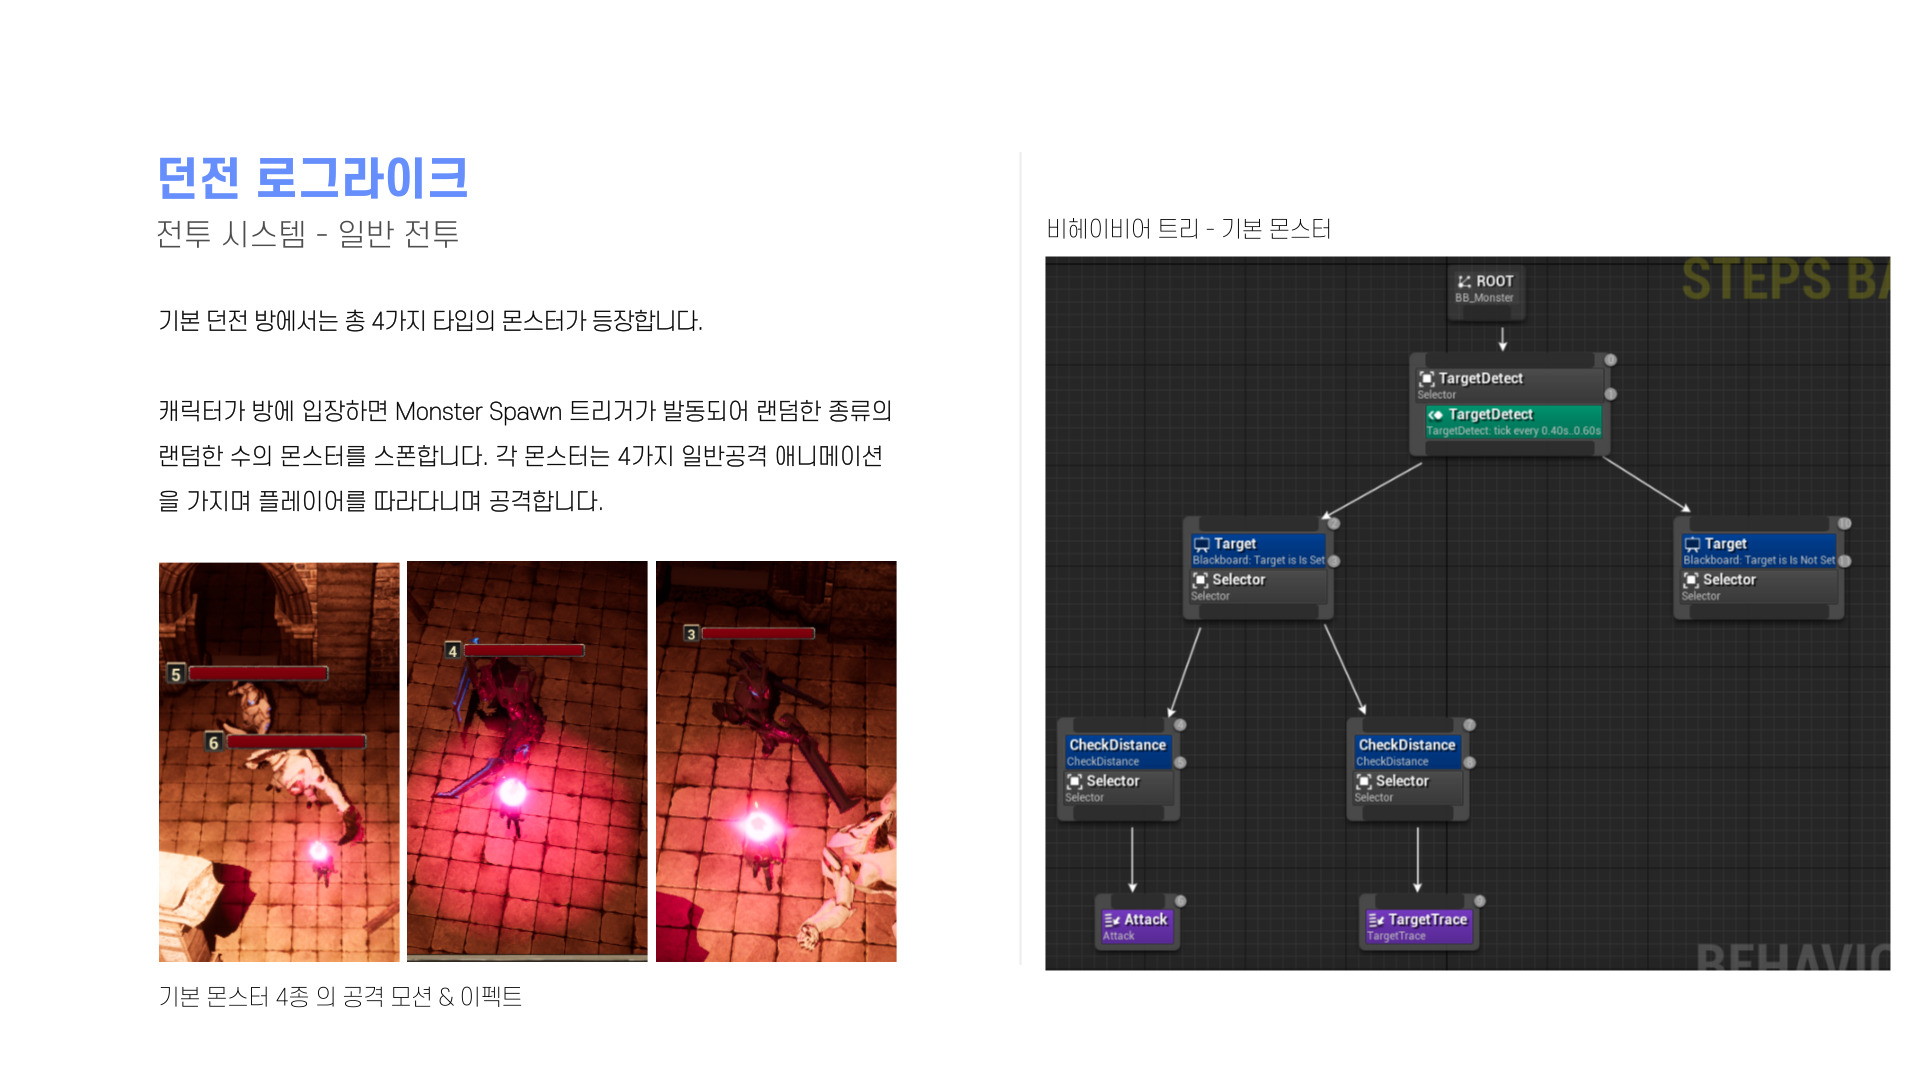 던전 로그라이크
전투 시스템 - 일반 전투
기본 던전 방에서는 총 4가지 타입의 몬스터가 등장합니다.
캐릭터가 방에 입장하면 Monster Spawn 트리거가 발동되어 랜덤한 종류의
랜덤한 수의 몬스터를 스폰합니다. 각 몬스터는 4가지 일반공격 애니메이션
을 가지며 플레이어를 따라다니며 공격합니다.
5
6
4
3
기본 몬스터 4종 의 공격 모션 & 이펙트
비헤이비어 트리 - 기본 몬스터
STEPS BA
ROOT
BB_Monster
TargetDetect
Selector
TargetDetect
TargetDetect: tick every 0.40s..0.60s
Target
Blackboard: Target is Is Set
Selector
Selector
Target
Blackboard: Target is Is Not Set
Selector
Selector
CheckDistance
CheckDistance
Selector
Selector
CheckDistance
CheckDistance
Selector
Selector
Attack
Attack
TargetTrace
TargetTrace
BEHAVIO